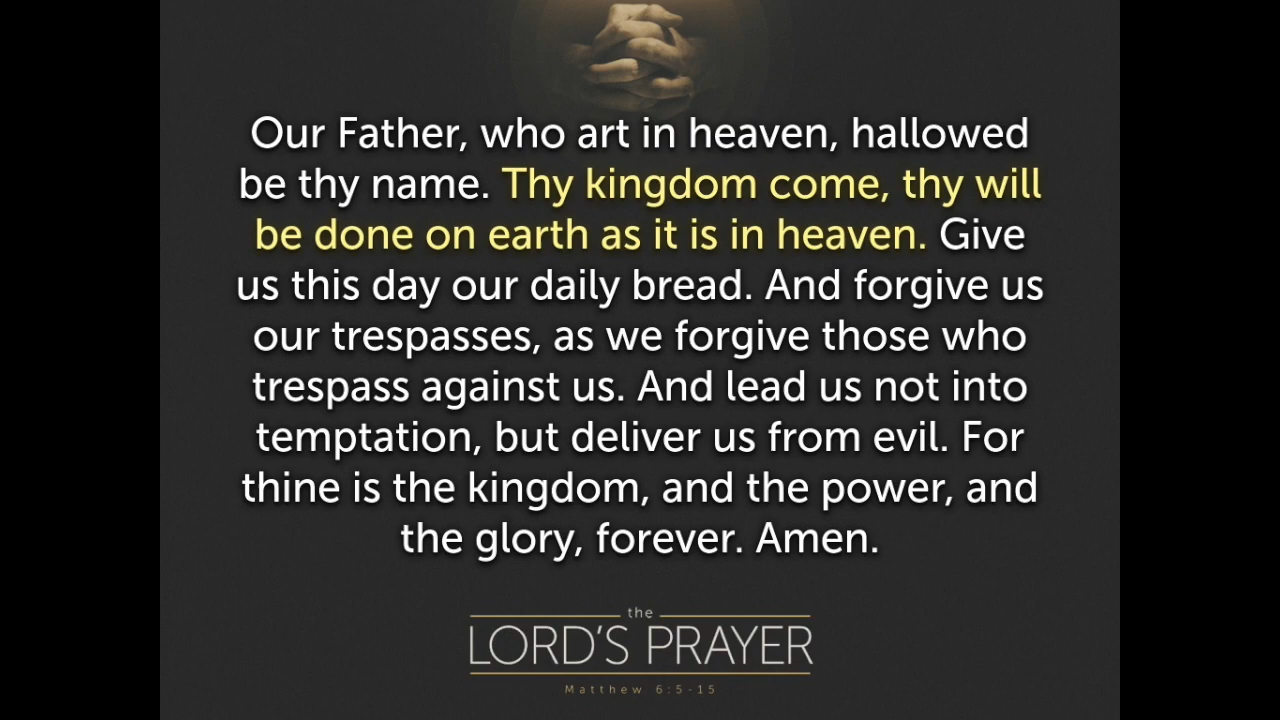 Our Father, who art in heaven, hallowed
be thy name. Thy kingdom come, thy will
be done on earth as it is in heaven. Give
us this day our daily bread. And forgive us
our trespasses, as we forgive those who
trespass against us. And lead us not into
temptation, but deliver us from evil. For
thine is the kingdom, and the power, and
the glory, forever. Amen.
the
LORD'S PRAYER
Matthew 6:5-15